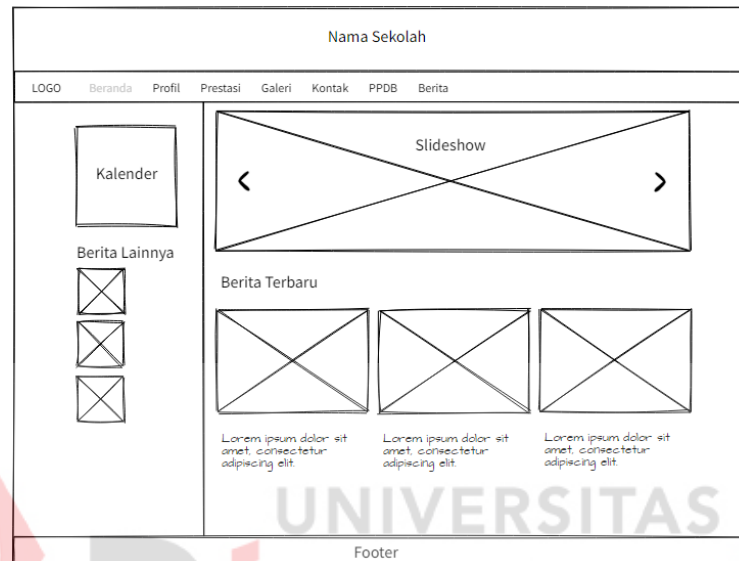 Nama Sekolah
LOGO Beranda Profil Prestasi Galeri Kontak PPDB Berita
Kalender
Berita Lainnya
Slideshow
Berita Terbaru
Lorem ipsum dolor sit
amet, consectetur
adipiscing elit.
Lorem ipsum dolor sit
amet, consectetur
adipiscing elit.
Lorem ipsum dolor sit
amet, consectetur
adipiscing elit.
UNIVERSITAS
Footer